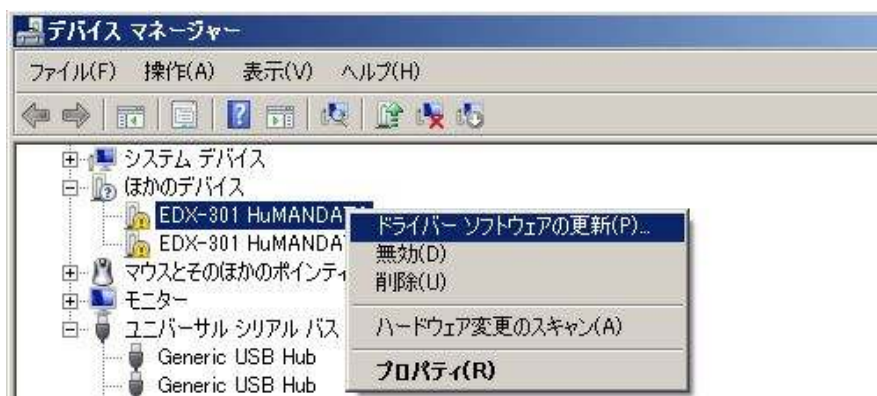 デバイス マネージャー
ファイル(F) 操作(A) 表示(V) ヘルプ(H)
システム デバイス
ほかのデバイス
EDX-301 HuMANDATA
EDX-301 HuMANDA
マウスとそのほかのポインティ
モニター
ユニバーサル シリアル バス
Generic USB Hub
Generic USB Hub
ドライバー ソフトウェアの更新(P)...
無効(D)
削除(U)
ハードウェア変更のスキャン(A)
プロパティ(R)